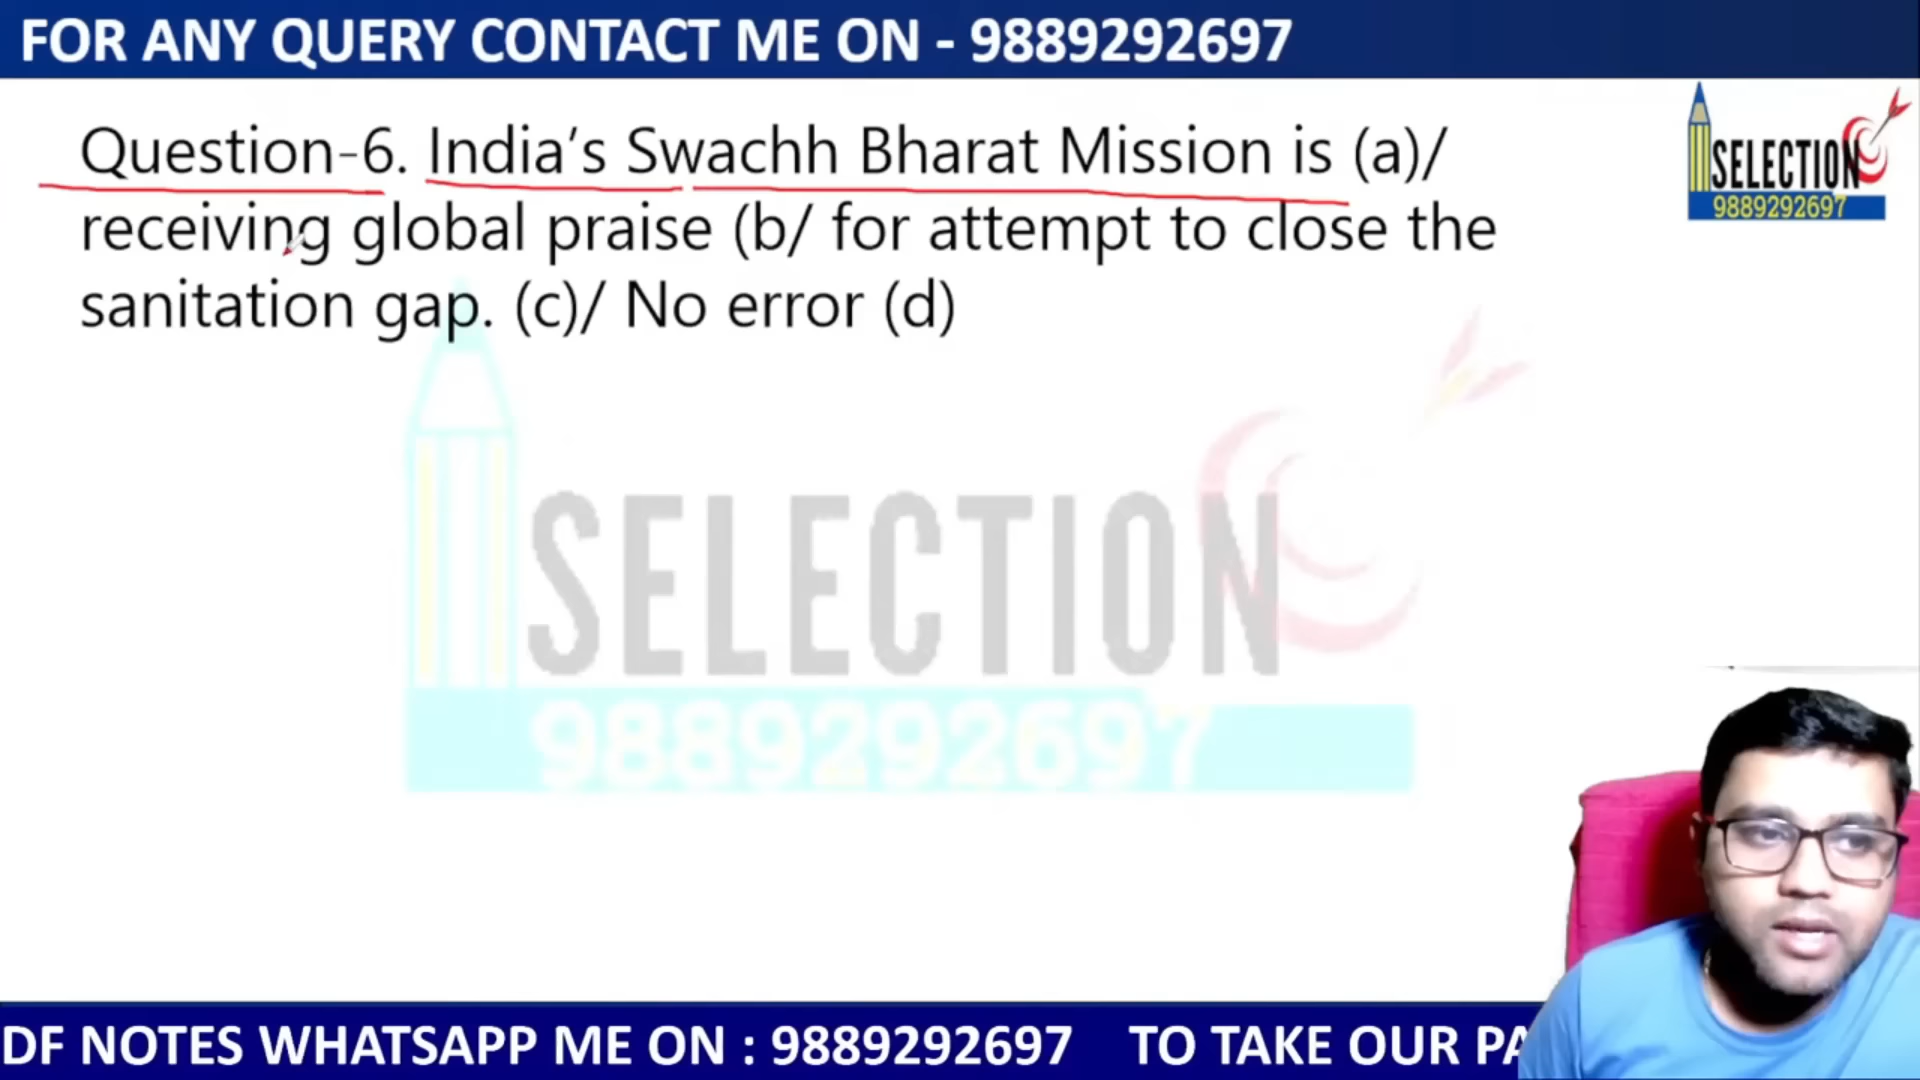 FOR ANY QUERY CONTACT ME ON - 9889292697
SELECTION
9889292697
Question-6. India’s Swachh Bharat Mission is (a)/
receiving global praise (b/ for attempt to close the
sanitation gap. (c)/ No error (d)
SELECTION
9889292697
DF NOTES WHATSAPP ME ON : 9889292697 TO TAKE OUR PA